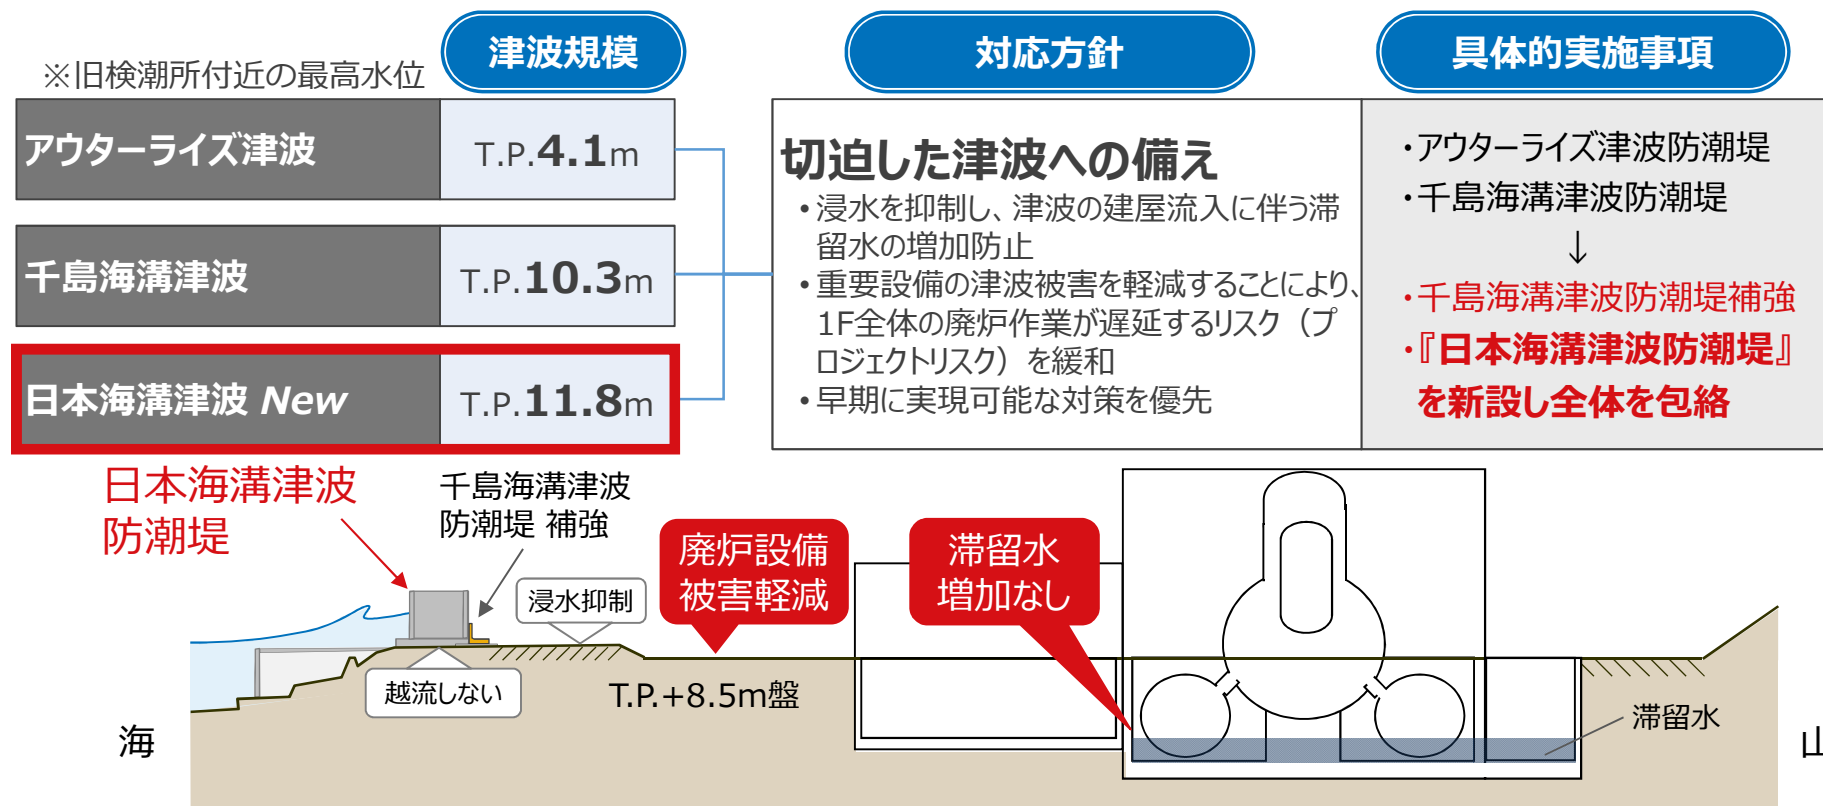 津波規模
対応方針
具体的実施事項
※旧検潮所付近の最高水位
アウターライズ津波
T.P.4.1m
千島海溝津波
T.P.10.3m
日本海溝津波 New
T.P.11.8m
切迫した津波への備え
・浸水を抑制し、津波の建屋流入に伴う滞
留水の増加防止
・重要設備の津波被害を軽減することにより、
1F全体の廃炉作業が遅延するリスク（プ
ロジェクトリスク）を緩和
・早期に実現可能な対策を優先
・アウターライズ津波防潮堤
・千島海溝津波防潮堤
↓
・千島海溝津波防潮堤補強
・『日本海溝津波防潮堤』
を新設し全体を包絡
日本海溝津波
防潮堤
千島海溝津波
防潮堤 補強
浸水抑制
廃炉設備
被害軽減
滞留水
増加なし
越流しない
T.P.+8.5m盤
滞留水
海
山